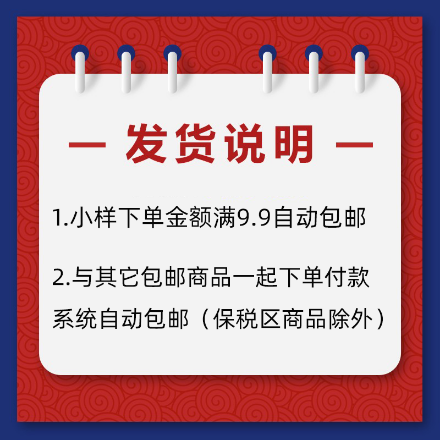 — 发货说明 —
1.小样下单金额满9.9自动包邮
2.与其它包邮商品一起下单付款
系统自动包邮（保税区商品除外）